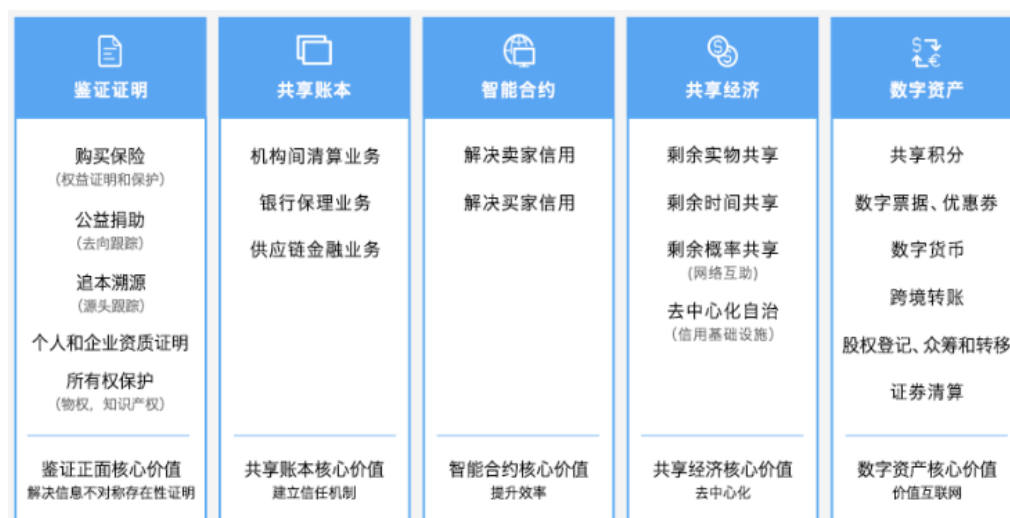 鉴证证明
购买保险
（权益证明和保护）
公益捐助
（去向跟踪）
追本溯源
（源头跟踪）
个人和企业资质证明
所有权保护
（物权，知识产权）
鉴证正面核心价值
解决信息不对称存在性证明
共享账本
机构间清算业务
银行保理业务
供应链金融业务
共享账本核心价值
建立信任机制
智能合约
解决卖家信用
解决买家信用
智能合约核心价值
提升效率
共享经济
剩余实物共享
剩余时间共享
剩余概率共享
(网络互助)
去中心化自治
（信用基础设施）
共享经济核心价值
去中心化
数字资产
共享积分
数字票据、优惠券
数字货币
跨境转账
股权登记、众筹和转移
证券清算
数字资产核心价值
价值互联网